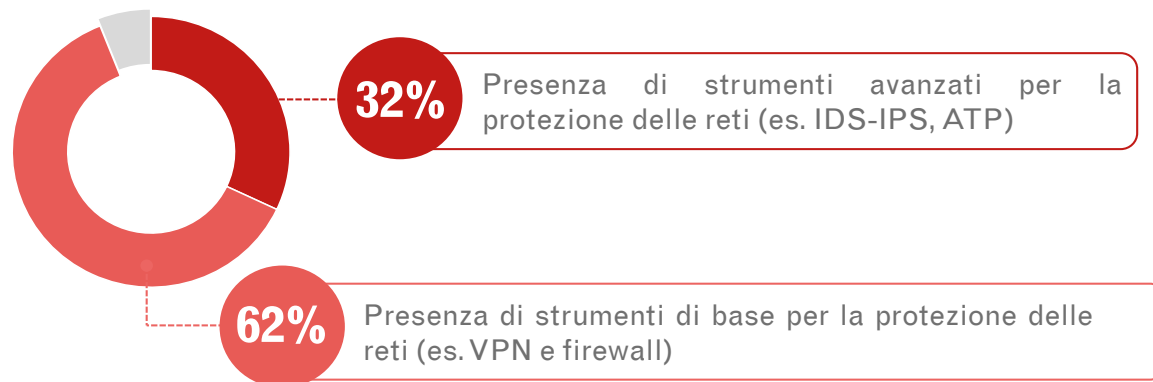 32%
Presenza di strumenti avanzati per la
protezione delle reti (es. IDS-IPS, ATP)
62%
Presenza di strumenti di base per la protezione delle
reti (es. VPN e firewall)